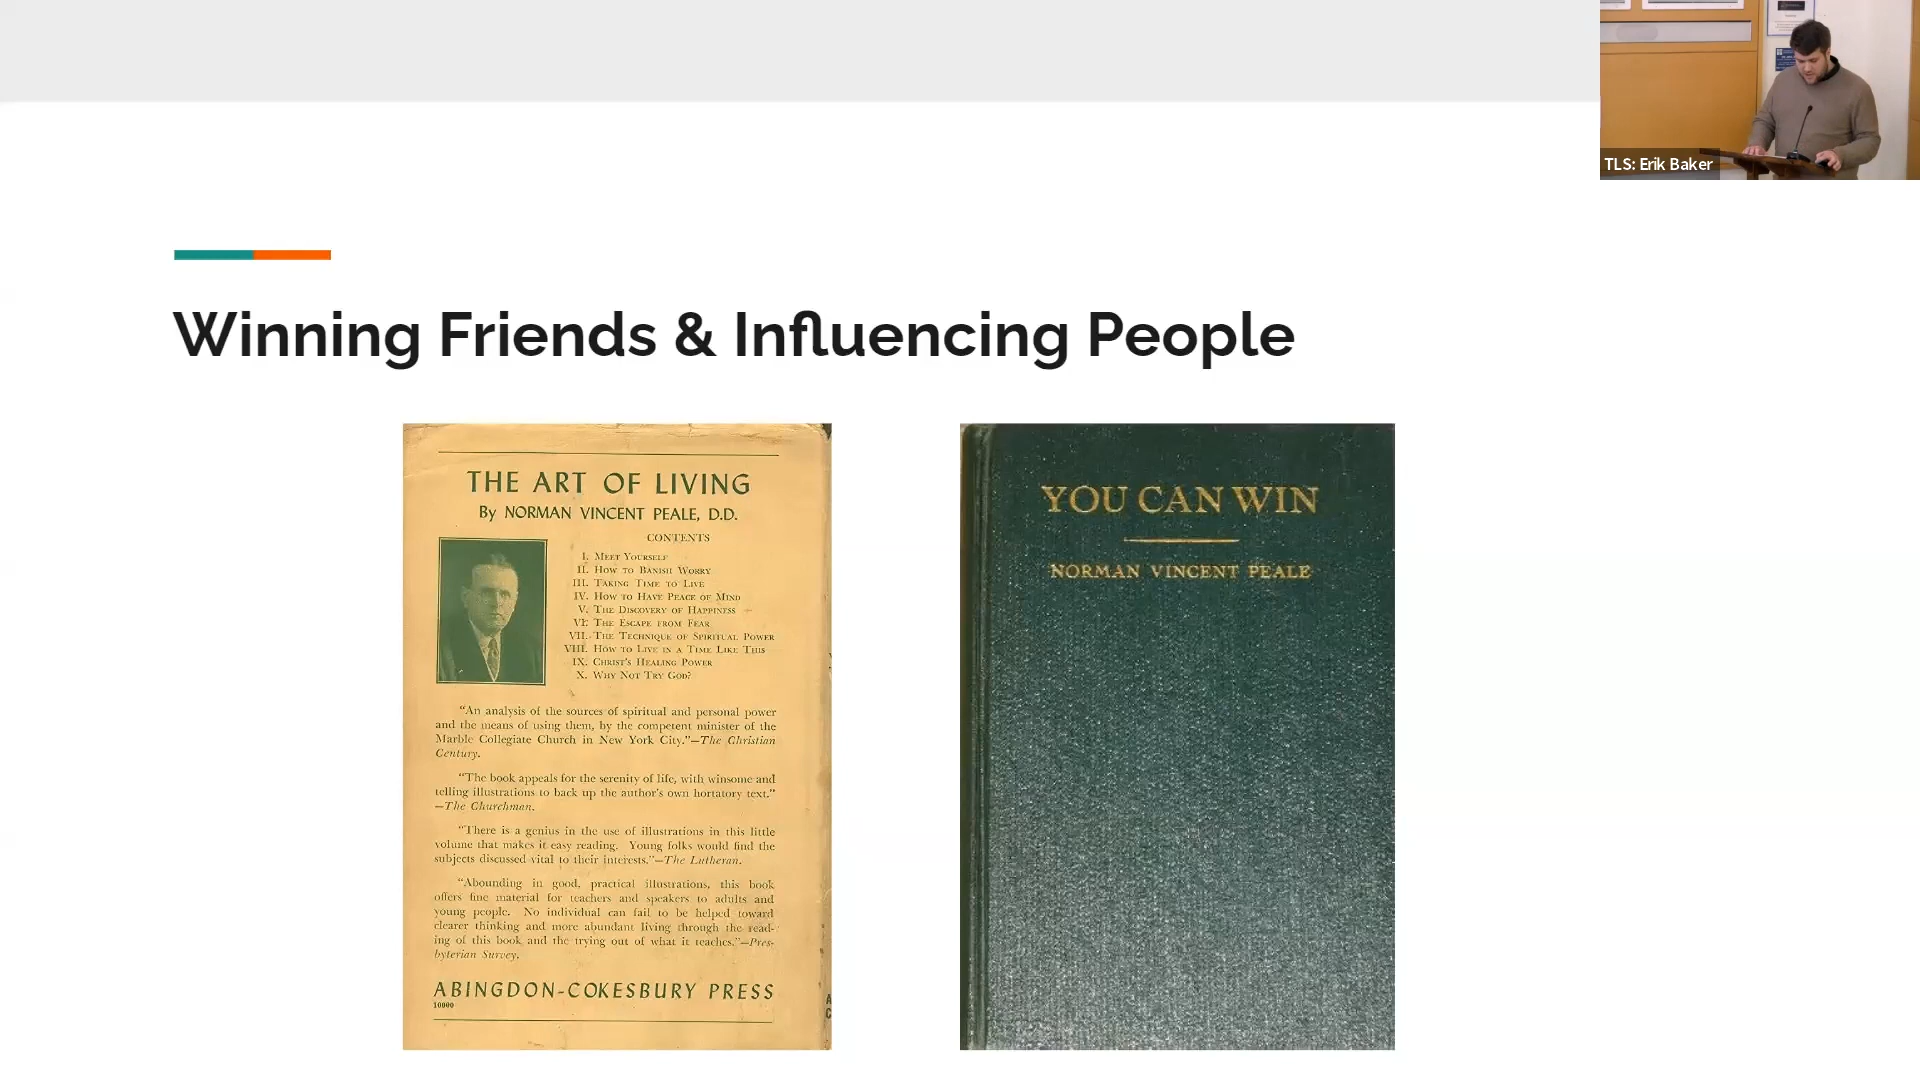 TLS: Erik Baker
Winning Friends & Influencing People
THE ART OF LIVING
By NORMAN VINCENT PEALE, D.D.
CONTENTS
I. MEET YOURSELF
II. HOW TO BANISH WORRY
III. TAKING TIME TO LIVE
IV. HOW TO HAVE PEACE OF MIND
V. THE DISCOVERY OF HAPPINESS
VI. THE ESCAPE FROM FEAR
VII. THE TECHNIQUE OF SPIRITUAL POWER
VIII. HOW TO LIVE IN A TIME LIKE THIS
IX. CHRIST'S HEALING POWER
X. WHY NOT TRY GOD?
"An analysis of the sources of spiritual and personal power
and the means of using them, by the competent minister of the
Marble Collegiate Church in New York City."—The Christian
Century.
"The book appeals for the serenity of life, with winsome and
telling illustrations to back up the author's own hortatory text."
—The Churchman.
"There is a genius in the use of illustrations in this little
volume that makes it easy reading. Young folks would find the
subjects discussed vital to their interests."—The Lutheran.
"Abounding in good, practical illustrations, this book
offers fine material for teachers and speakers to adults and
young people. No individual can fail to be helped toward
clearer thinking and more abundant living through the read-
ing of this book and the trying out of what it teaches."—Pres-
byterian Survey.
ABINGDON-COKESBURY PRESS
10000
YOU CAN WIN
NORMAN VINCENT PEALE